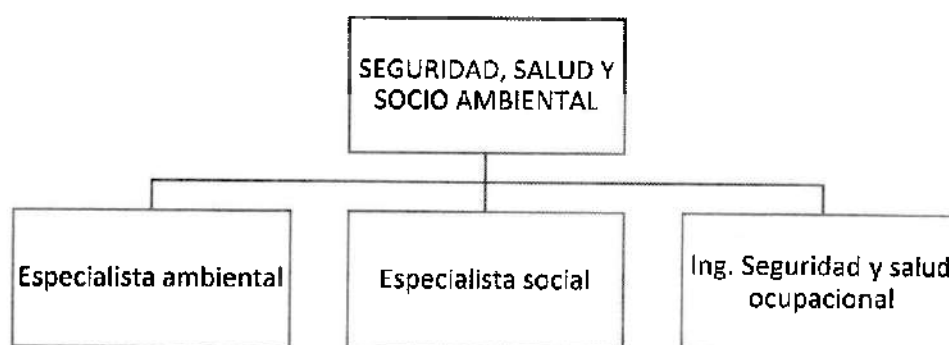 SEGURIDAD, SALUD Y
SOCIO AMBIENTAL
Especialista ambiental
Especialista social
Ing. Seguridad y salud
ocupacional